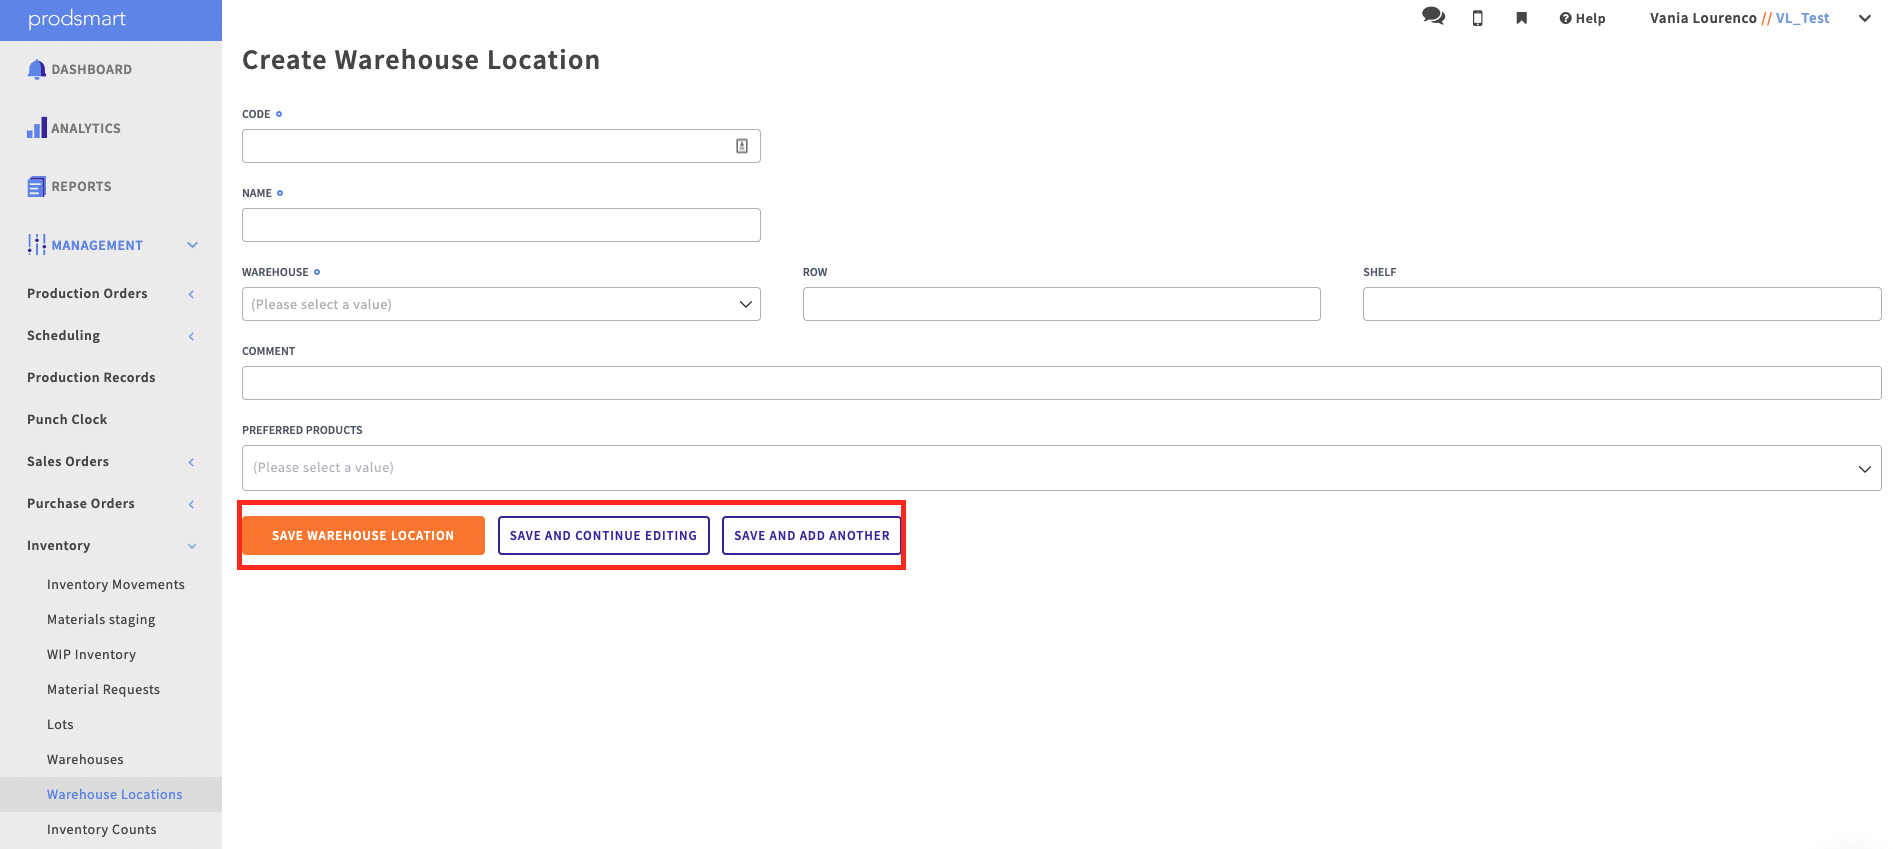 prodsmart
DASHBOARD
ANALYTICS
REPORTS
MANAGEMENT
Production Orders
Scheduling
Production Records
Punch Clock
Sales Orders
Purchase Orders
Inventory
Inventory Movements
Materials staging
WIP Inventory
Material Requests
Lots
Warehouses
Warehouse Locations
Inventory Counts
Help
Vania Lourenco // VL_Test
Create Warehouse Location
CODE
NAME
WAREHOUSE ROW SHELF
(Please select a value)
COMMENT
PREFERRED PRODUCTS
(Please select a value)
SAVE WAREHOUSE LOCATION SAVE AND CONTINUE EDITING SAVE AND ADD ANOTHER